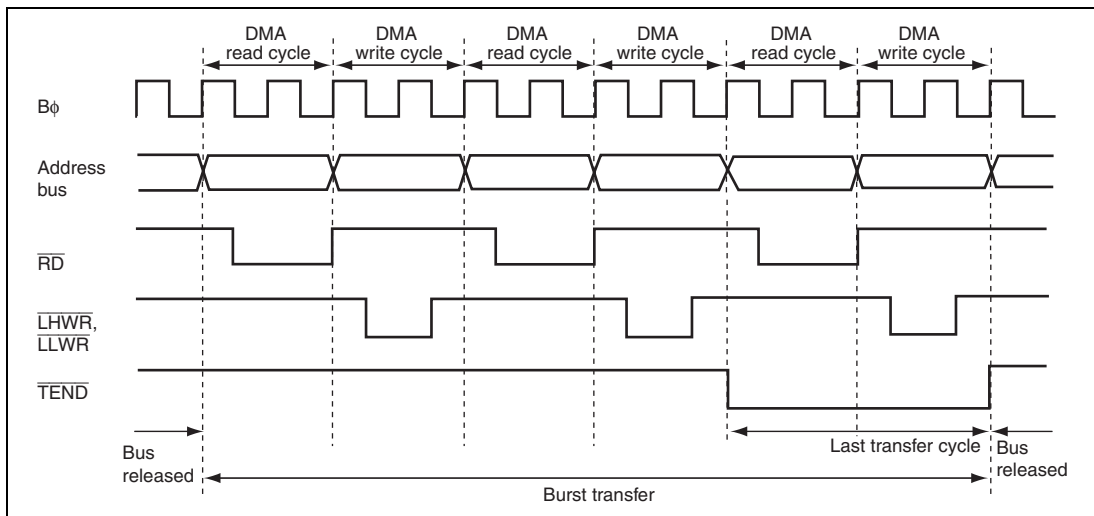 DMA
read cycle
DMA
write cycle
DMA
read cycle
DMA
write cycle
DMA
read cycle
DMA
write cycle
Bϕ
Address
bus
RD
LHWR,
LLWR
TEND
Bus
released
Last transfer cycle
Bus
released
Burst transfer